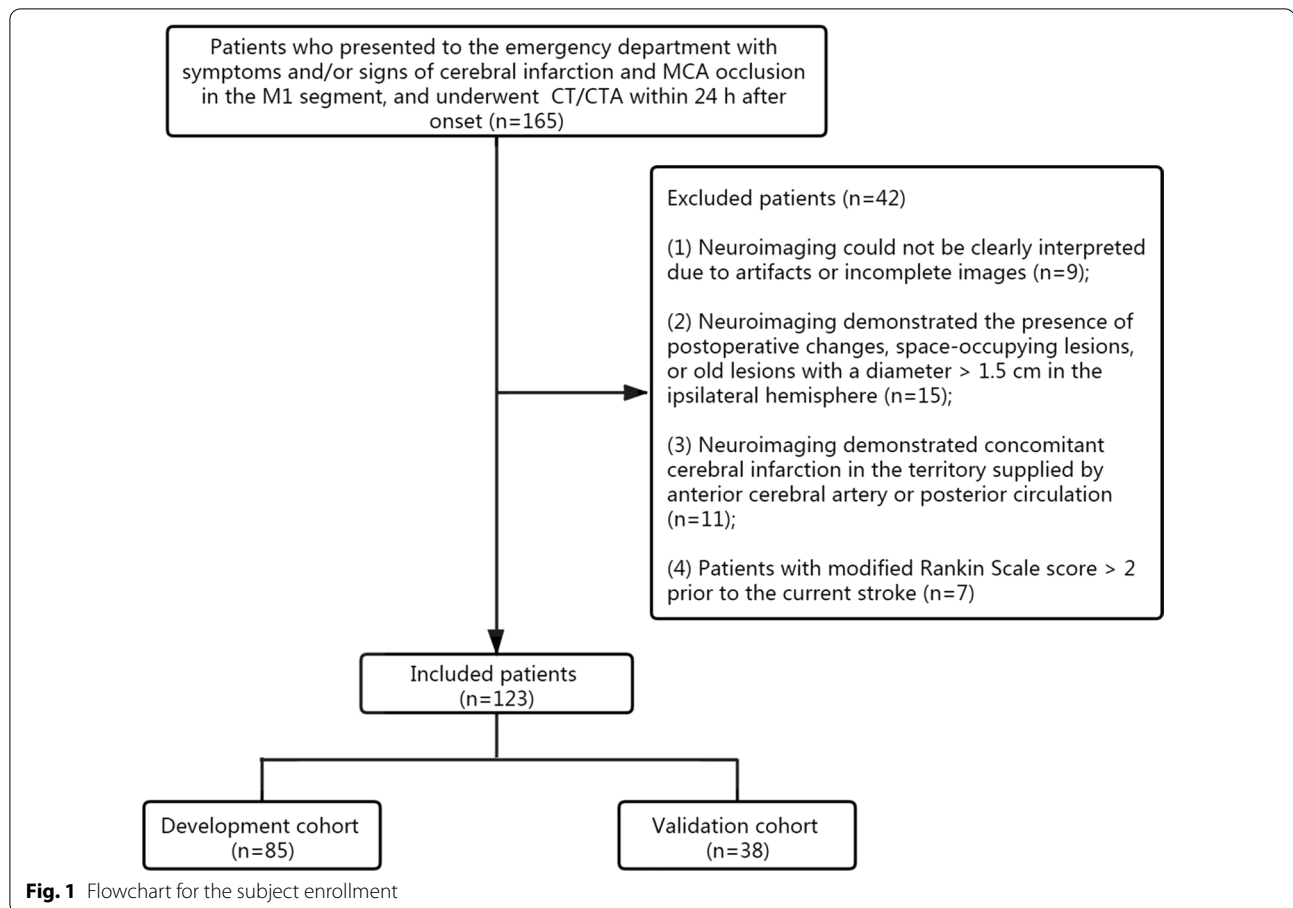 Patients who presented to the emergency department with
symptoms and/or signs of cerebral infarction and MCA occlusion
in the M1 segment, and underwent CT/CTA within 24 h after
onset (n=165)
Excluded patients (n=42)
(1) Neuroimaging could not be clearly interpreted
due to artifacts or incomplete images (n=9);
(2) Neuroimaging demonstrated the presence of
postoperative changes, space-occupying lesions,
or old lesions with a diameter > 1.5 cm in the
ipsilateral hemisphere (n=15);
(3) Neuroimaging demonstrated concomitant
cerebral infarction in the territory supplied by
anterior cerebral artery or posterior circulation
(n=11);
(4) Patients with modified Rankin Scale score > 2
prior to the current stroke (n=7)
Included patients
(n=123)
Development cohort
(n=85)
Validation cohort
(n=38)
Fig. 1 Flowchart for the subject enrollment